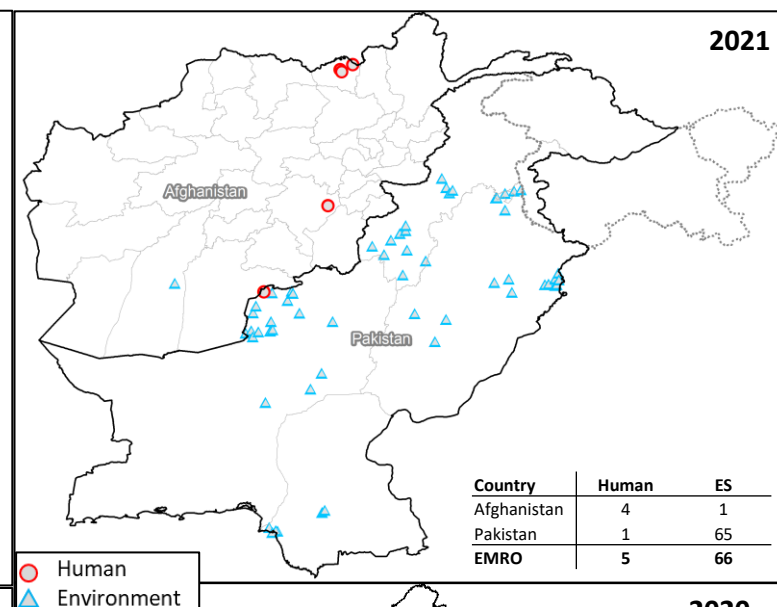 2021
Afghanistan
Pakistan
Country Human ES
Afghanistan 4 1
Pakistan 1 65
EMRO 5 66
Human
Environment